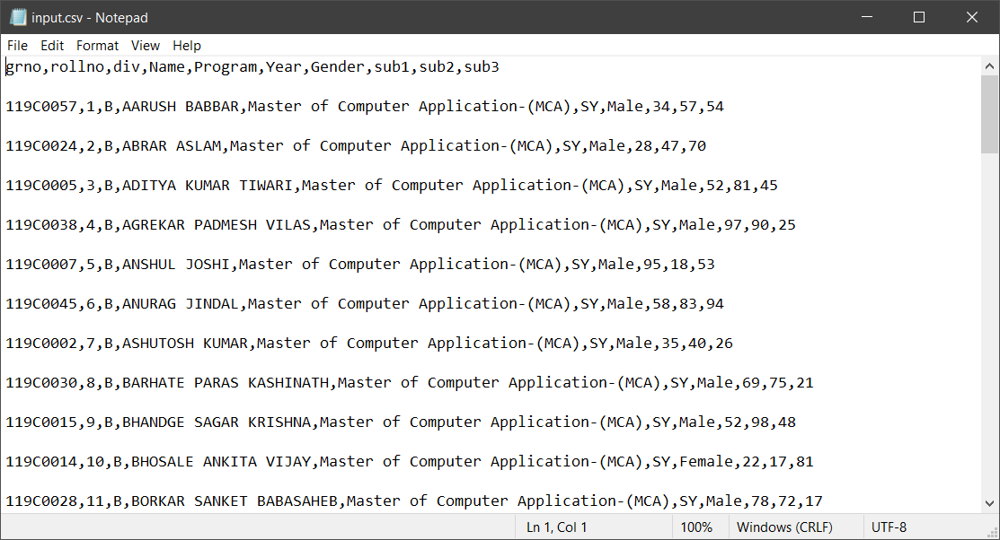 input.csv - Notepad
File Edit Format View Help
grno,rollno,div,Name,Program,Year,Gender,sub1,sub2,sub3
119C0057,1,B,AARUSH BABBAR,Master of Computer Application-(MCA),SY,Male,34,57,54
119C0024,2,B,ABRAR ASLAM,Master of Computer Application-(MCA),SY,Male,28,47,70
119C0005,3,B,ADITYA KUMAR TIWARI,Master of Computer Application-(MCA),SY,Male,52,81,45
119C0038,4,B,AGREKAR PADMESH VILAS,Master of Computer Application-(MCA),SY,Male,97,90,25
119C0007,5,B,ANSHUL JOSHI,Master of Computer Application-(MCA),SY,Male,95,18,53
119C0045,6,B,ANURAG JINDAL,Master of Computer Application-(MCA),SY,Male,58,83,94
119C0002,7,B,ASHUTOSH KUMAR,Master of Computer Application-(MCA),SY,Male,35,40,26
119C0030,8,B,BARHATE PARAS KASHINATH,Master of Computer Application-(MCA),SY,Male,69,75,21
119C0015,9,B,BHANDGE SAGAR KRISHNA,Master of Computer Application-(MCA),SY,Male,52,98,48
119C0014,10,B,BHOSALE ANKITA VIJAY,Master of Computer Application-(MCA),SY,Female,22,17,81
119C0028,11,B,BORKAR SANKET BABASAHEB,Master of Computer Application-(MCA),SY,Male,78,72,17
Ln 1, Col 1 100% Windows (CRLF) UTF-8